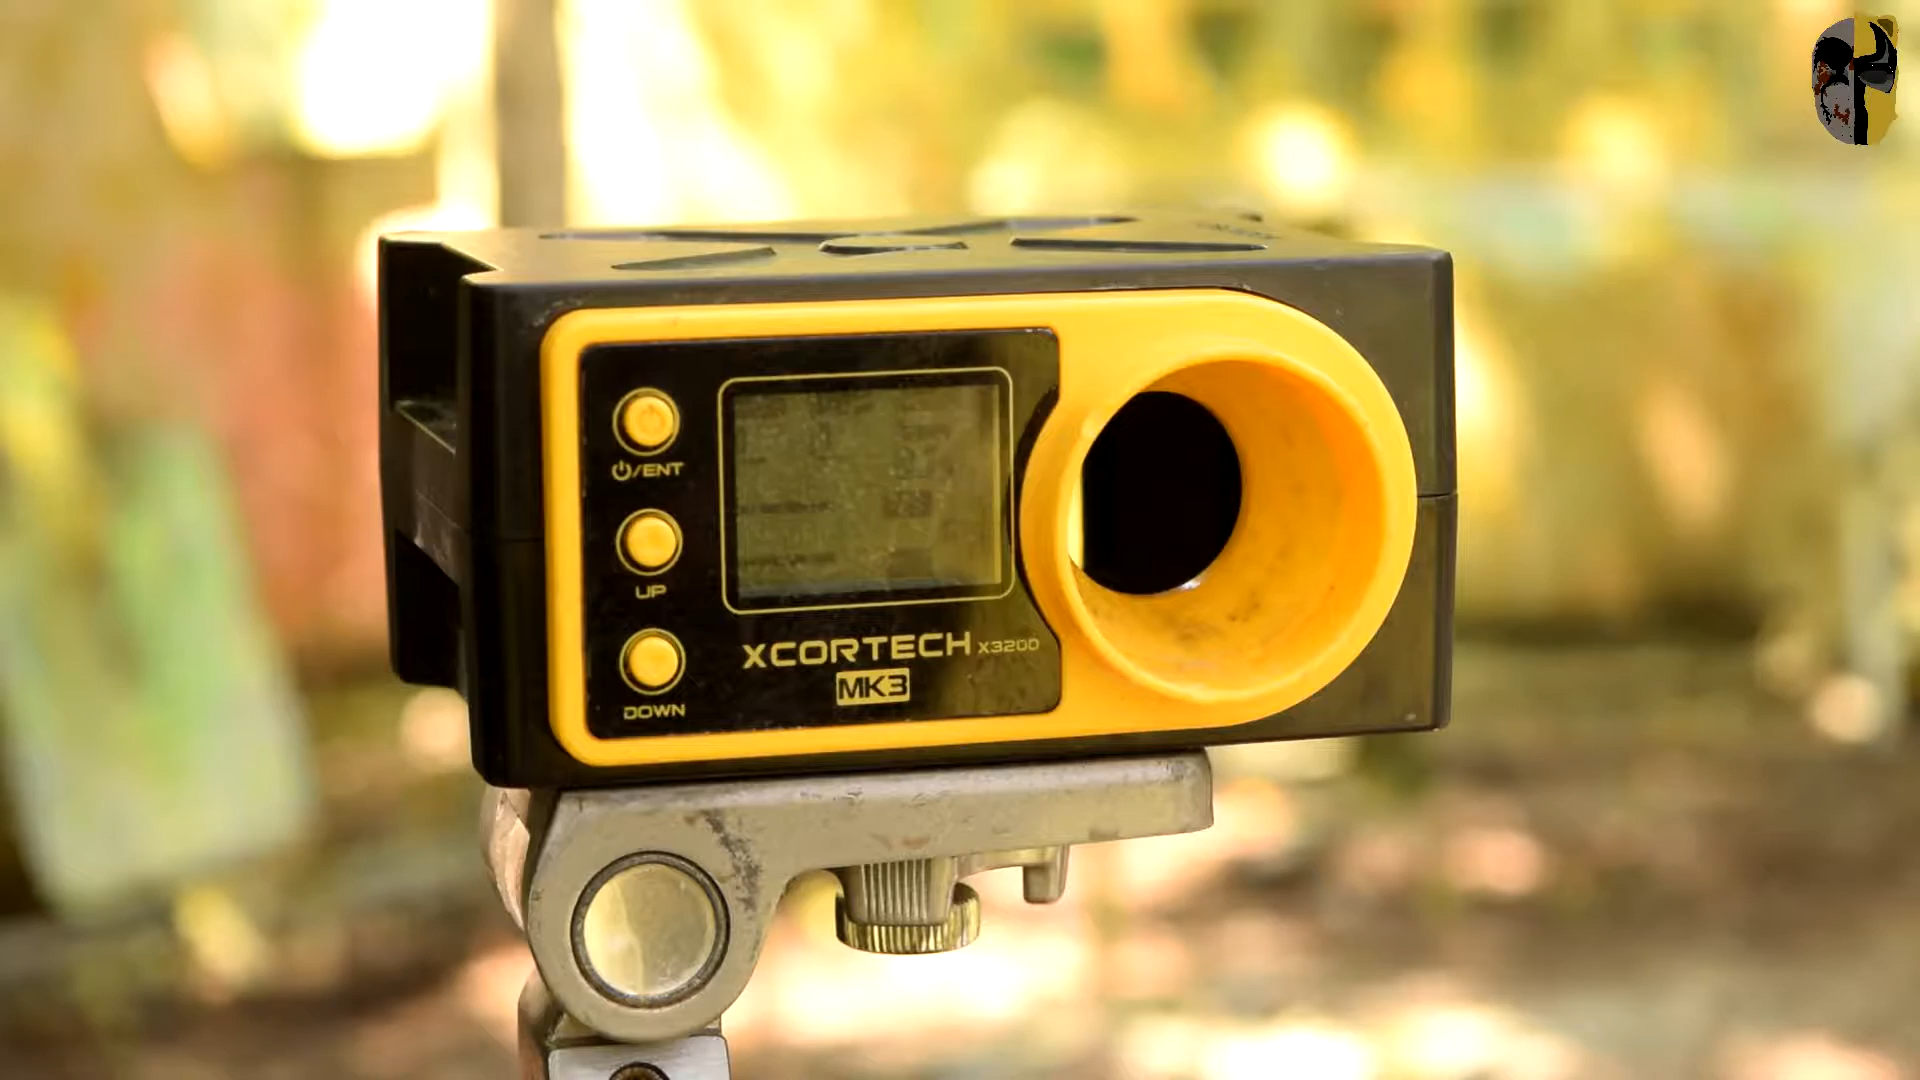 ⏻/ENT
UP
DOWN
XCORTECH X3200
MK3